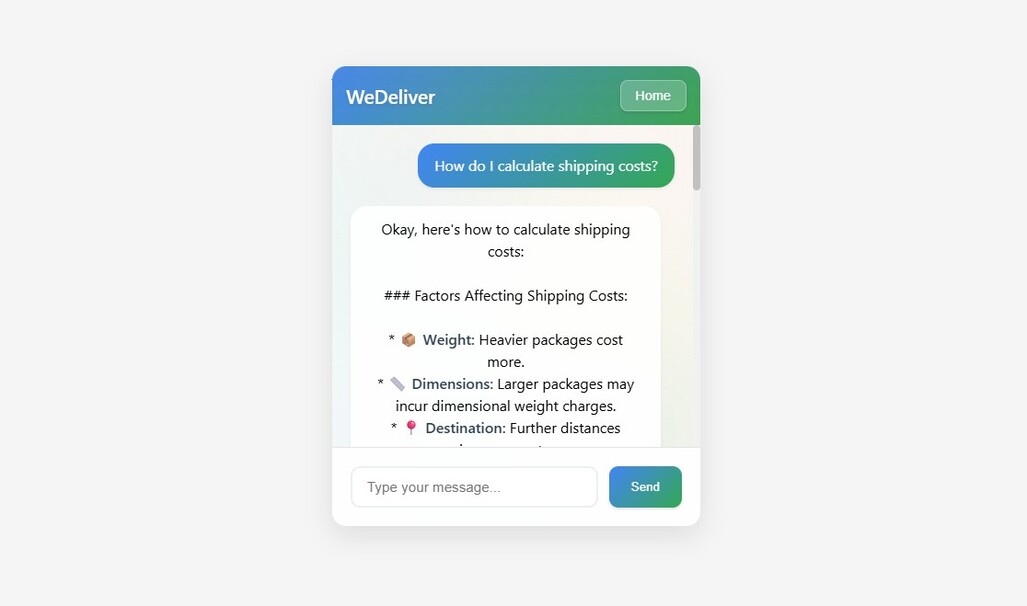 WeDeliver
Home
How do I calculate shipping costs?
Okay, here's how to calculate shipping
costs:
### Factors Affecting Shipping Costs:
* 📦 Weight: Heavier packages cost
more.
* 📏 Dimensions: Larger packages may
incur dimensional weight charges.
* 📍 Destination: Further distances
Type your message...
Send